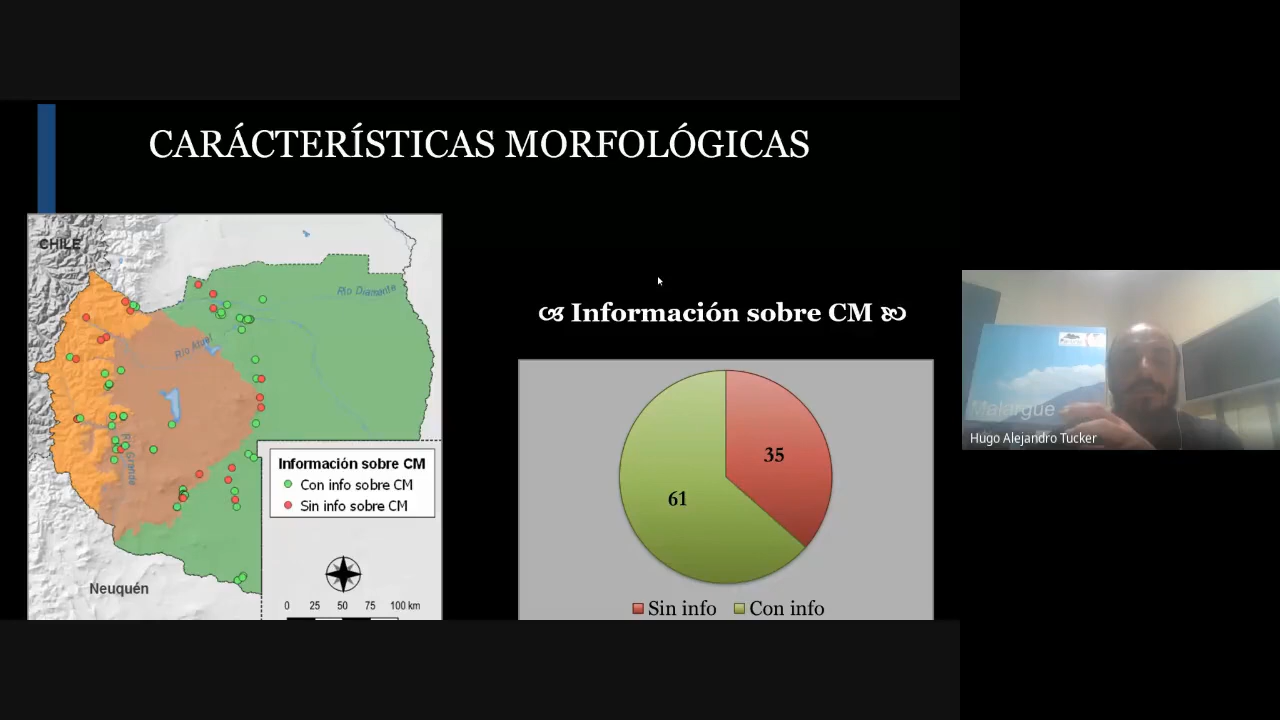 CARÁCTERÍSTICAS MORFOLÓGICAS
CHILE
Río Diamante
Río Atuel
Río Grande
Información sobre CM
Con info sobre CM
Sin info sobre CM
Neuquén
0 25 50 75 100 km
Información sobre CM
35
61
Sin info
Con info
Malargüe
Hugo Alejandro Tucker